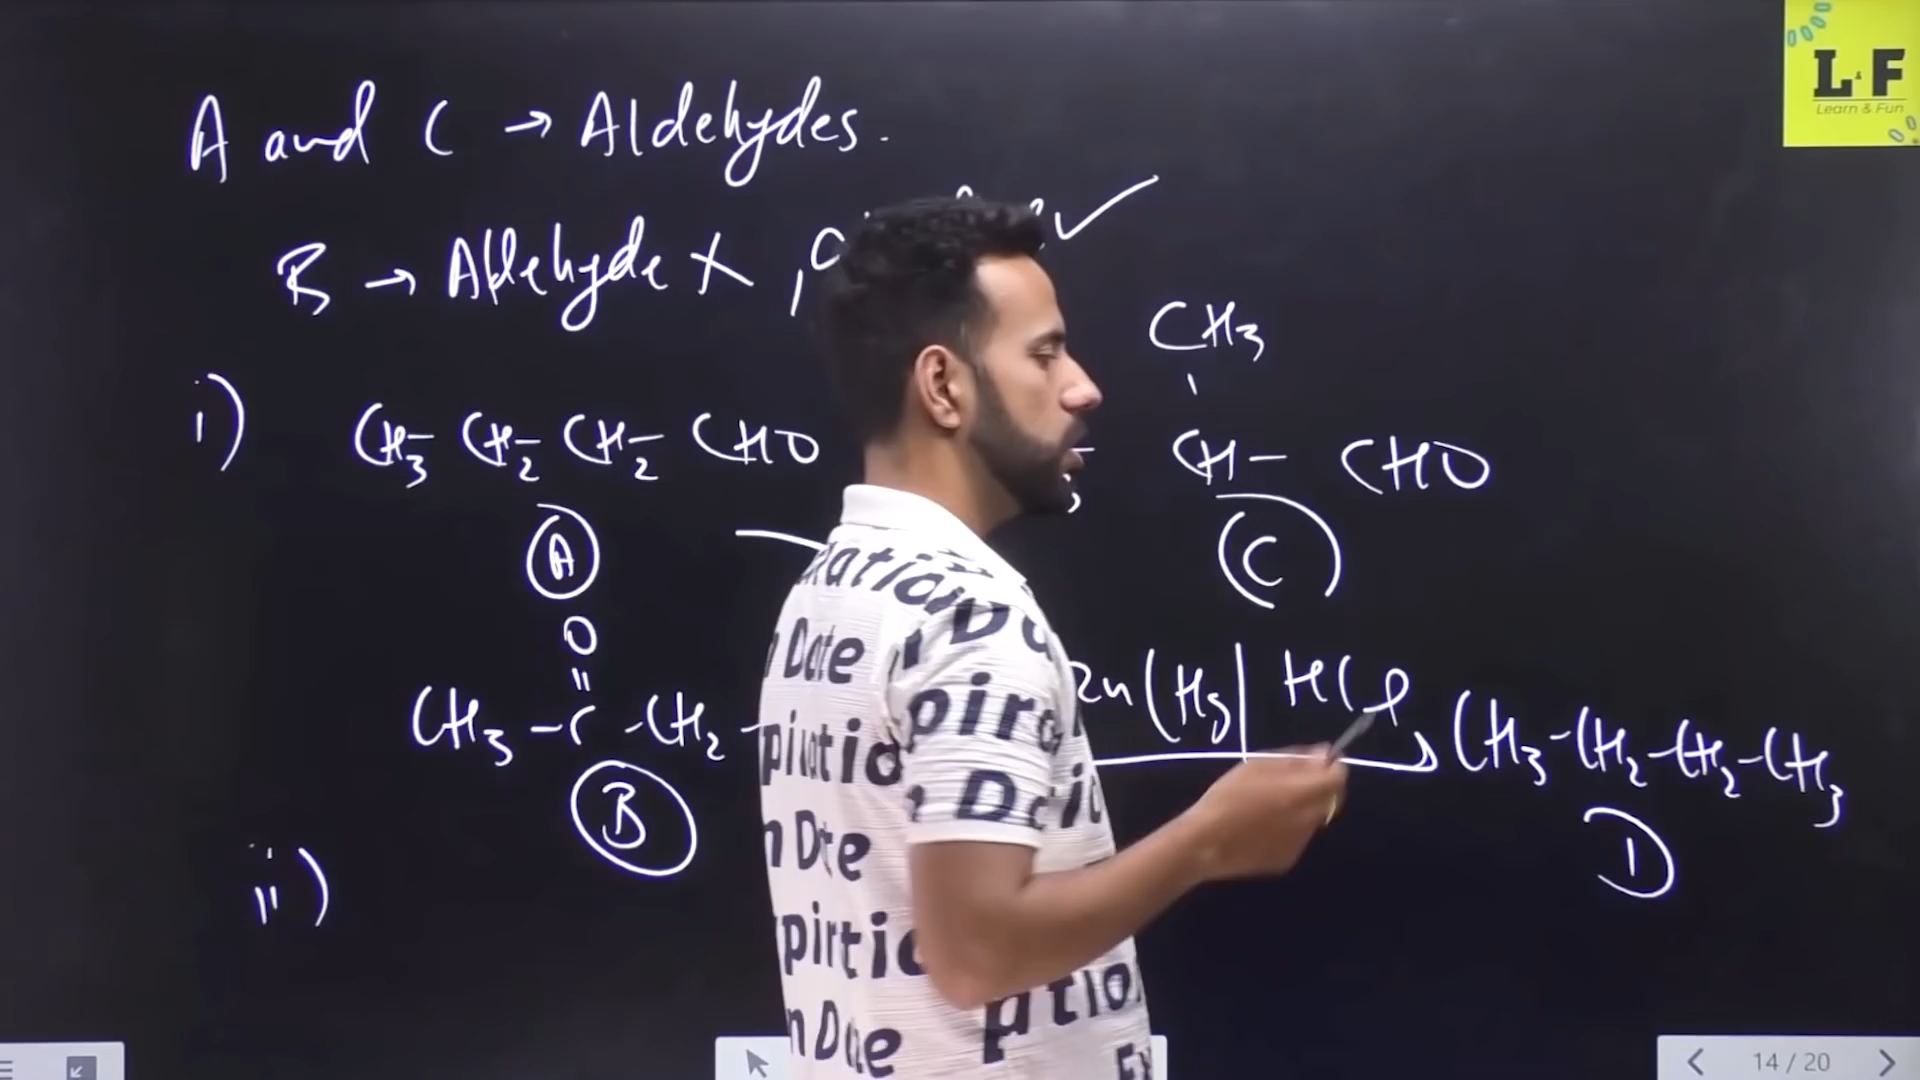 L&F
Learn & Fun
A and C → Aldehydes.
B → Aldehyde X ,
CH3
i) CH3- CH2- CH2- CHO
CH- CHO
A
C
O
CH3 - C - CH2 -
Zn(Hg)| HCl
CH3-CH2-CH2-CH3
B
D
ii)
14 / 20